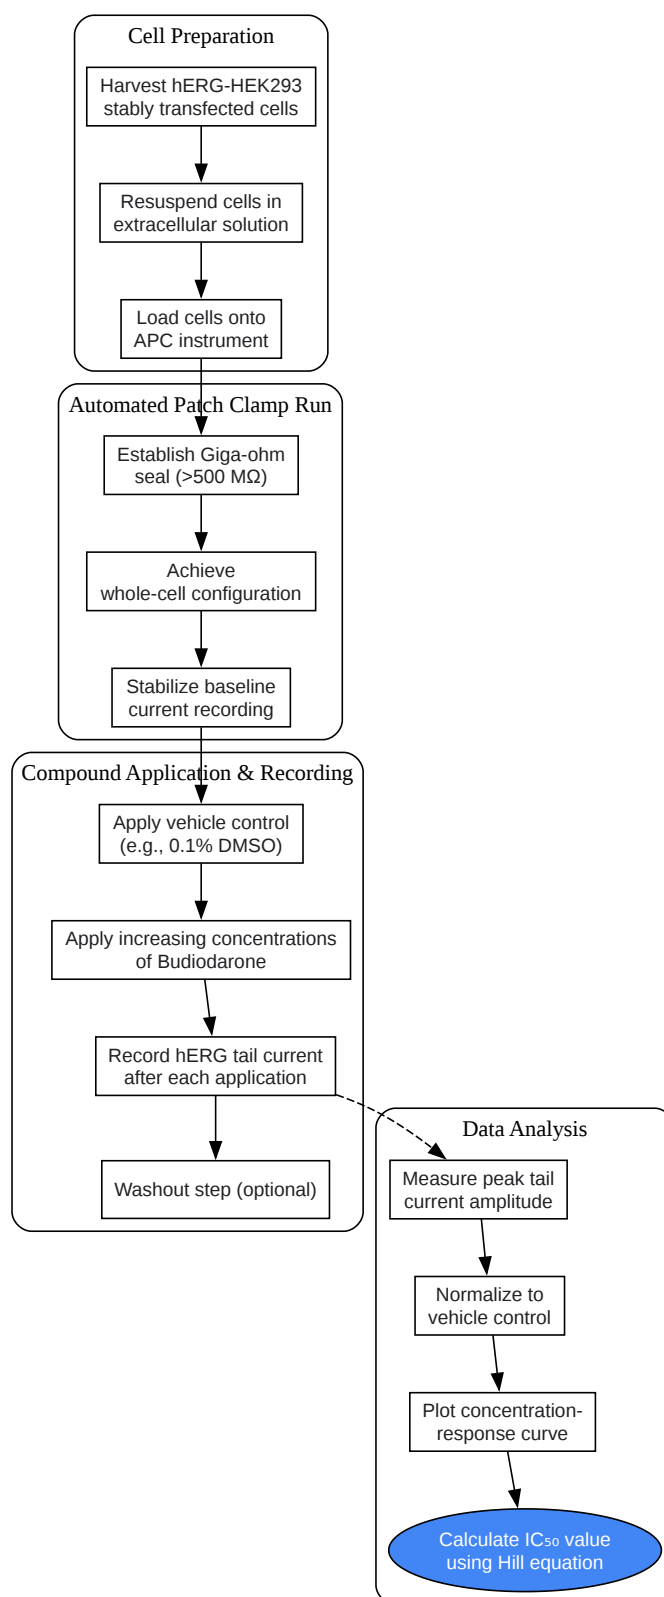 Cell Preparation
Harvest hERG-HEK293
stably transfected cells
Resuspend cells in
extracellular solution
Load cells onto
APC instrument
Automated Patch Clamp Run
Establish Giga-ohm
seal (>500 MΩ)
Achieve
whole-cell configuration
Stabilize baseline
current recording
Compound Application & Recording
Apply vehicle control
(e.g., 0.1% DMSO)
Apply increasing concentrations
of Budiodarone
Record hERG tail current
after each application
Washout step (optional)
Data Analysis
Measure peak tail
current amplitude
Normalize to
vehicle control
Plot concentration-
response curve
Calculate IC₅₀ value
using Hill equation